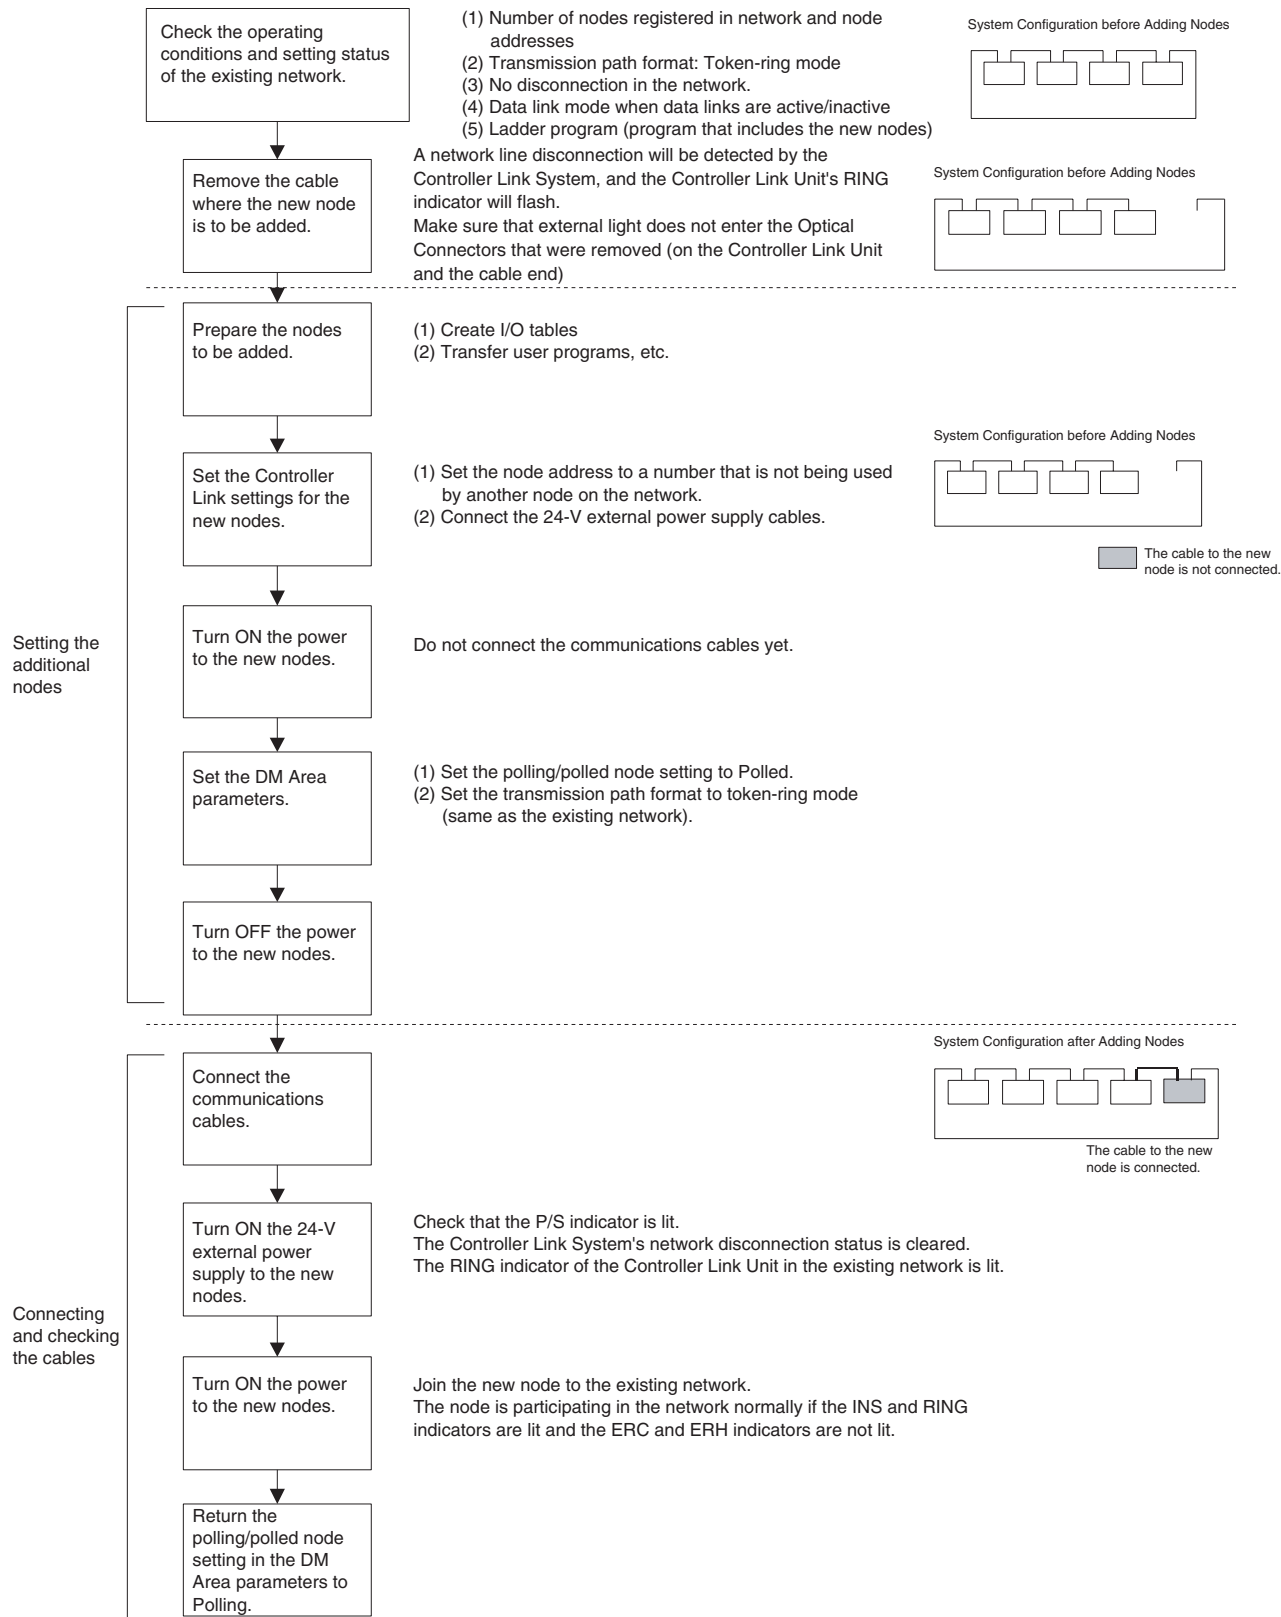 Check the operating
conditions and setting status
of the existing network.
(1) Number of nodes registered in network and node
addresses
(2) Transmission path format: Token-ring mode
(3) No disconnection in the network.
(4) Data link mode when data links are active/inactive
(5) Ladder program (program that includes the new nodes)
System Configuration before Adding Nodes
Remove the cable
where the new node
is to be added.
A network line disconnection will be detected by the
Controller Link System, and the Controller Link Unit's RING
indicator will flash.
Make sure that external light does not enter the Optical
Connectors that were removed (on the Controller Link Unit
and the cable end)
System Configuration before Adding Nodes
Setting the
additional
nodes
Prepare the nodes
to be added.
(1) Create I/O tables
(2) Transfer user programs, etc.
Set the Controller
Link settings for the
new nodes.
(1) Set the node address to a number that is not being used
by another node on the network.
(2) Connect the 24-V external power supply cables.
System Configuration before Adding Nodes
The cable to the new
node is not connected.
Turn ON the power
to the new nodes.
Do not connect the communications cables yet.
Set the DM Area
parameters.
(1) Set the polling/polled node setting to Polled.
(2) Set the transmission path format to token-ring mode
(same as the existing network).
Turn OFF the power
to the new nodes.
Connecting
and checking
the cables
Connect the
communications
cables.
System Configuration after Adding Nodes
The cable to the new
node is connected.
Turn ON the 24-V
external power
supply to the new
nodes.
Check that the P/S indicator is lit.
The Controller Link System's network disconnection status is cleared.
The RING indicator of the Controller Link Unit in the existing network is lit.
Turn ON the power
to the new nodes.
Join the new node to the existing network.
The node is participating in the network normally if the INS and RING
indicators are lit and the ERC and ERH indicators are not lit.
Return the
polling/polled node
setting in the DM
Area parameters to
Polling.